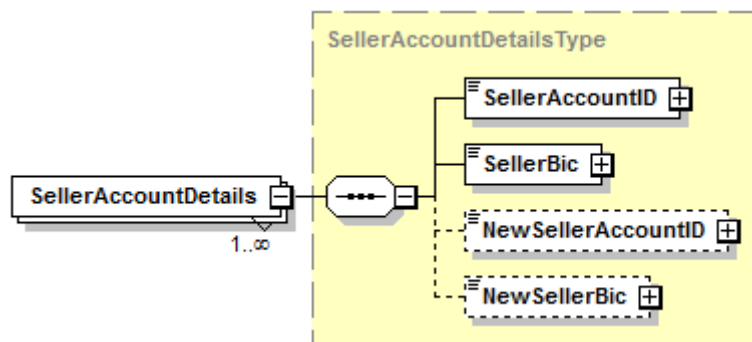 SellerAccountDetailsType
SellerAccountID
SellerBic
SellerAccountDetails
1..∞
NewSellerAccountID
NewSellerBic